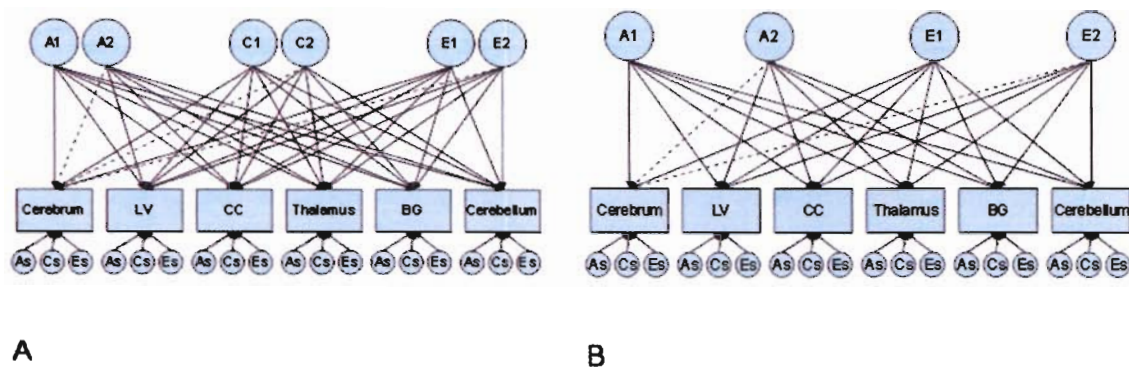 A1 A2 C1 C2 E1 E2 A1 A2 E1 E2
Cerebrum LV CC Thalamus BG Cerebellum Cerebrum LV CC Thalamus BG Cerebellum
As Cs Es As Cs Es As Cs Es As Cs Es As Cs Es As Cs Es As Cs Es As Cs Es As Cs Es As Cs Es As Cs Es As Cs Es
A B